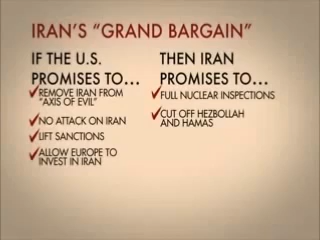 IRAN'S "GRAND BARGAIN"
IF THE U.S.
PROMISES TO...
REMOVE IRAN FROM
"AXIS OF EVIL"
NO ATTACK ON IRAN
LIFT SANCTIONS
ALLOW EUROPE TO
INVEST IN IRAN
THEN IRAN
PROMISES TO...
FULL NUCLEAR INSPECTIONS
CUT OFF HEZBOLLAH
AND HAMAS